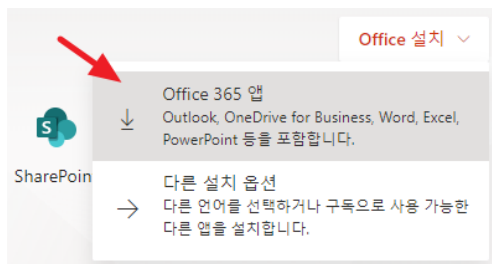 Office 설치
Office 365 앱
Outlook, OneDrive for Business, Word, Excel,
PowerPoint 등을 포함합니다.
S
SharePoin
다른 설치 옵션
다른 언어를 선택하거나 구독으로 사용 가능한
다른 앱을 설치합니다.